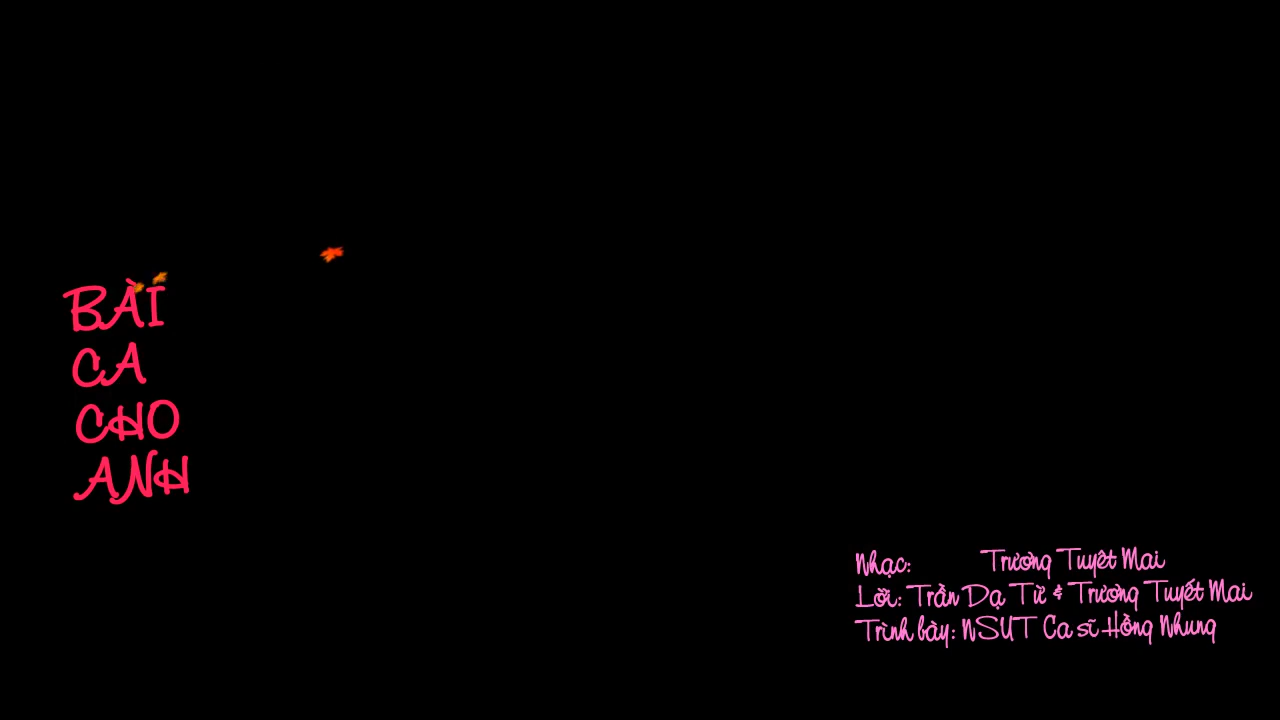 BÀI
CA
CHO
ANH
Nhạc: Trương Tuyết Mai
Lời: Trần Dạ Từ & Trương Tuyết Mai
Trình bày: NSUT Ca sĩ Hồng Nhung